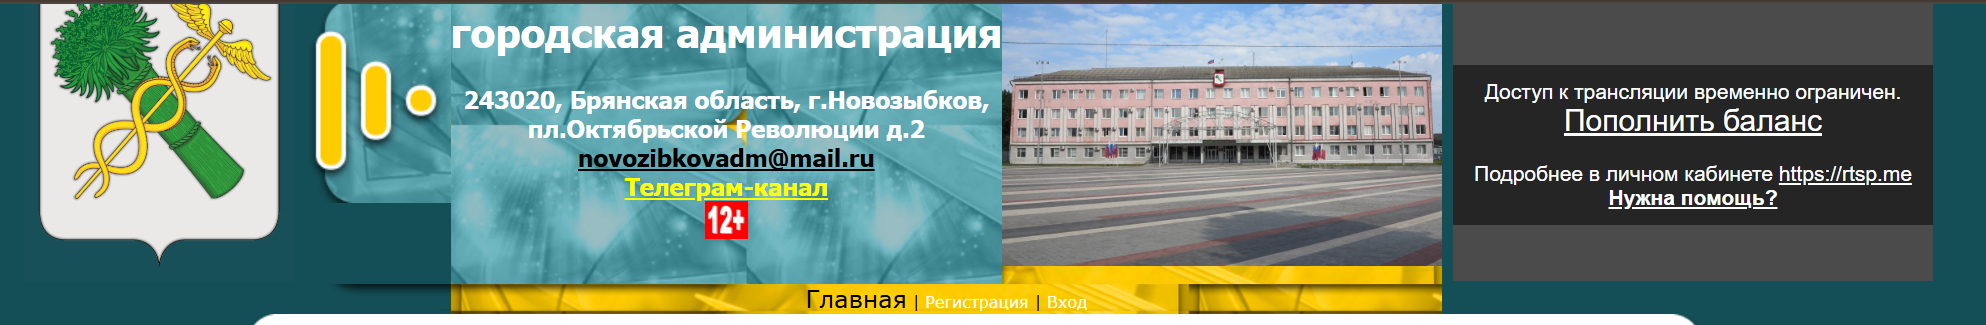 городская администрация
243020, Брянская область, г.Новозыбков,
пл.Октябрьской Революции д.2
novozibkovadm@mail.ru
Телеграм-канал
12+
Главная | Регистрация | Вход
Доступ к трансляции временно ограничен.
Пополнить баланс
Подробнее в личном кабинете https://rtsp.me
Нужна помощь?